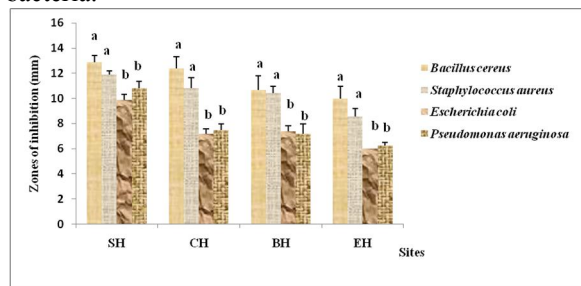 bacteria.
16
14
12
10
8
6
4
2
0
Zones of inhibition (mm)
a a b b
a a b b
a a b b
a a b b
SH CH BH EH
Sites
Bacillus cereus
Staphylococcus aureus
Escherichia coli
Pseudomonas aeruginosa